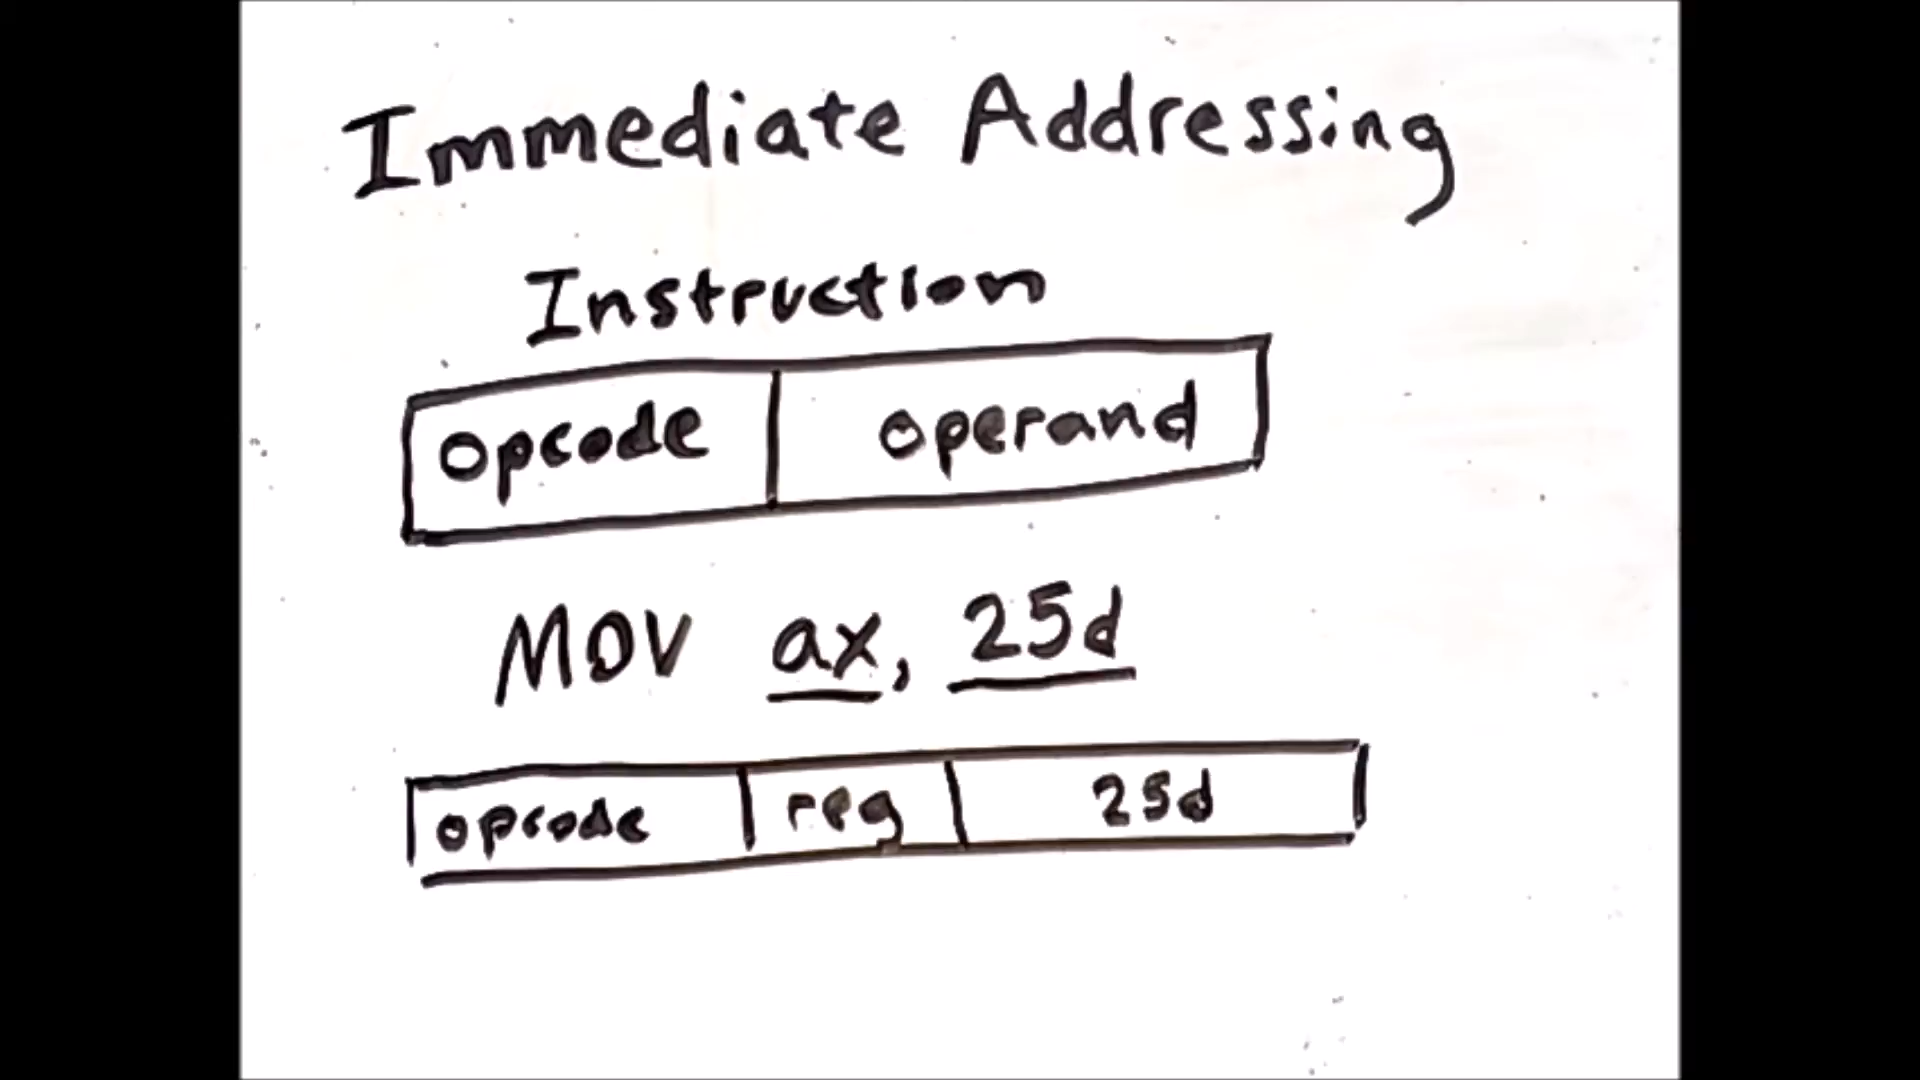 Immediate Addressing
Instruction
opcode operand
MOV ax, 25d
opcode reg 25d